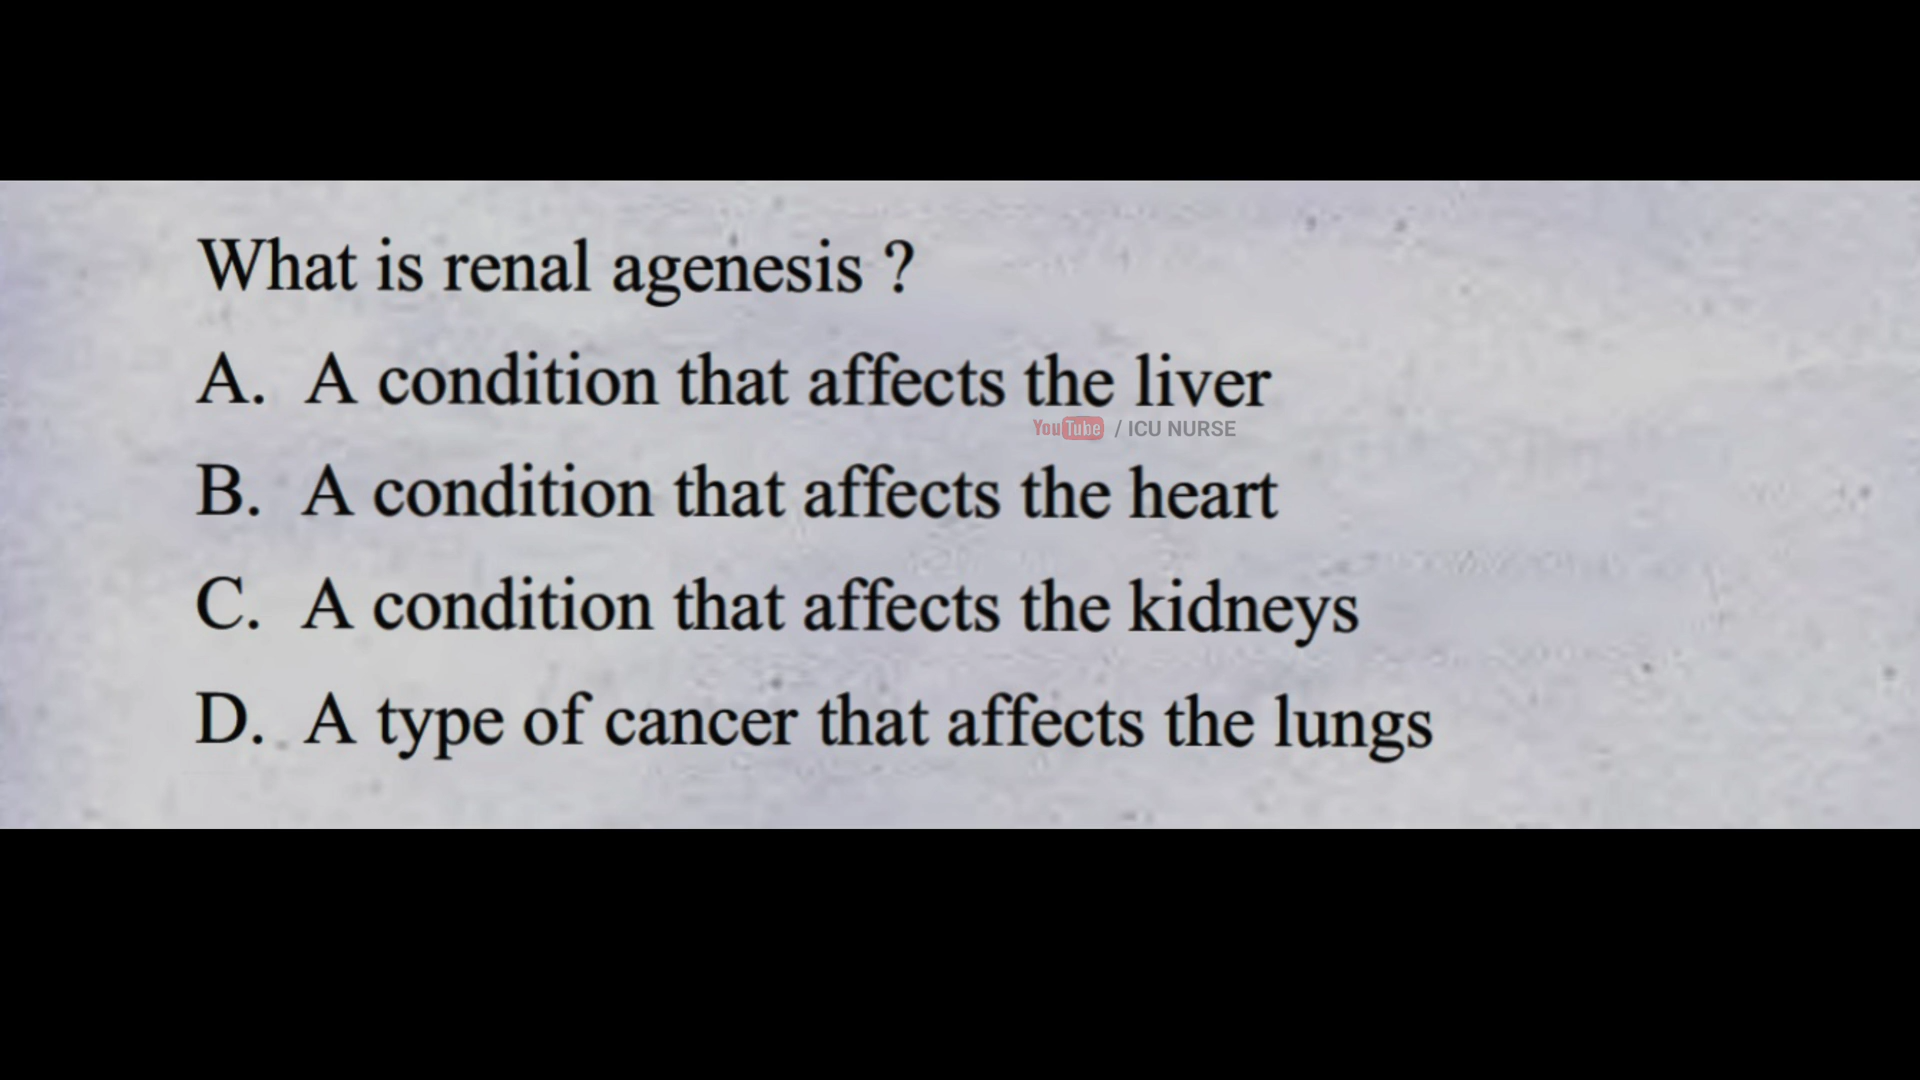 What is renal agenesis ?
A. A condition that affects the liver
YouTube / ICU NURSE
B. A condition that affects the heart
C. A condition that affects the kidneys
D. A type of cancer that affects the lungs